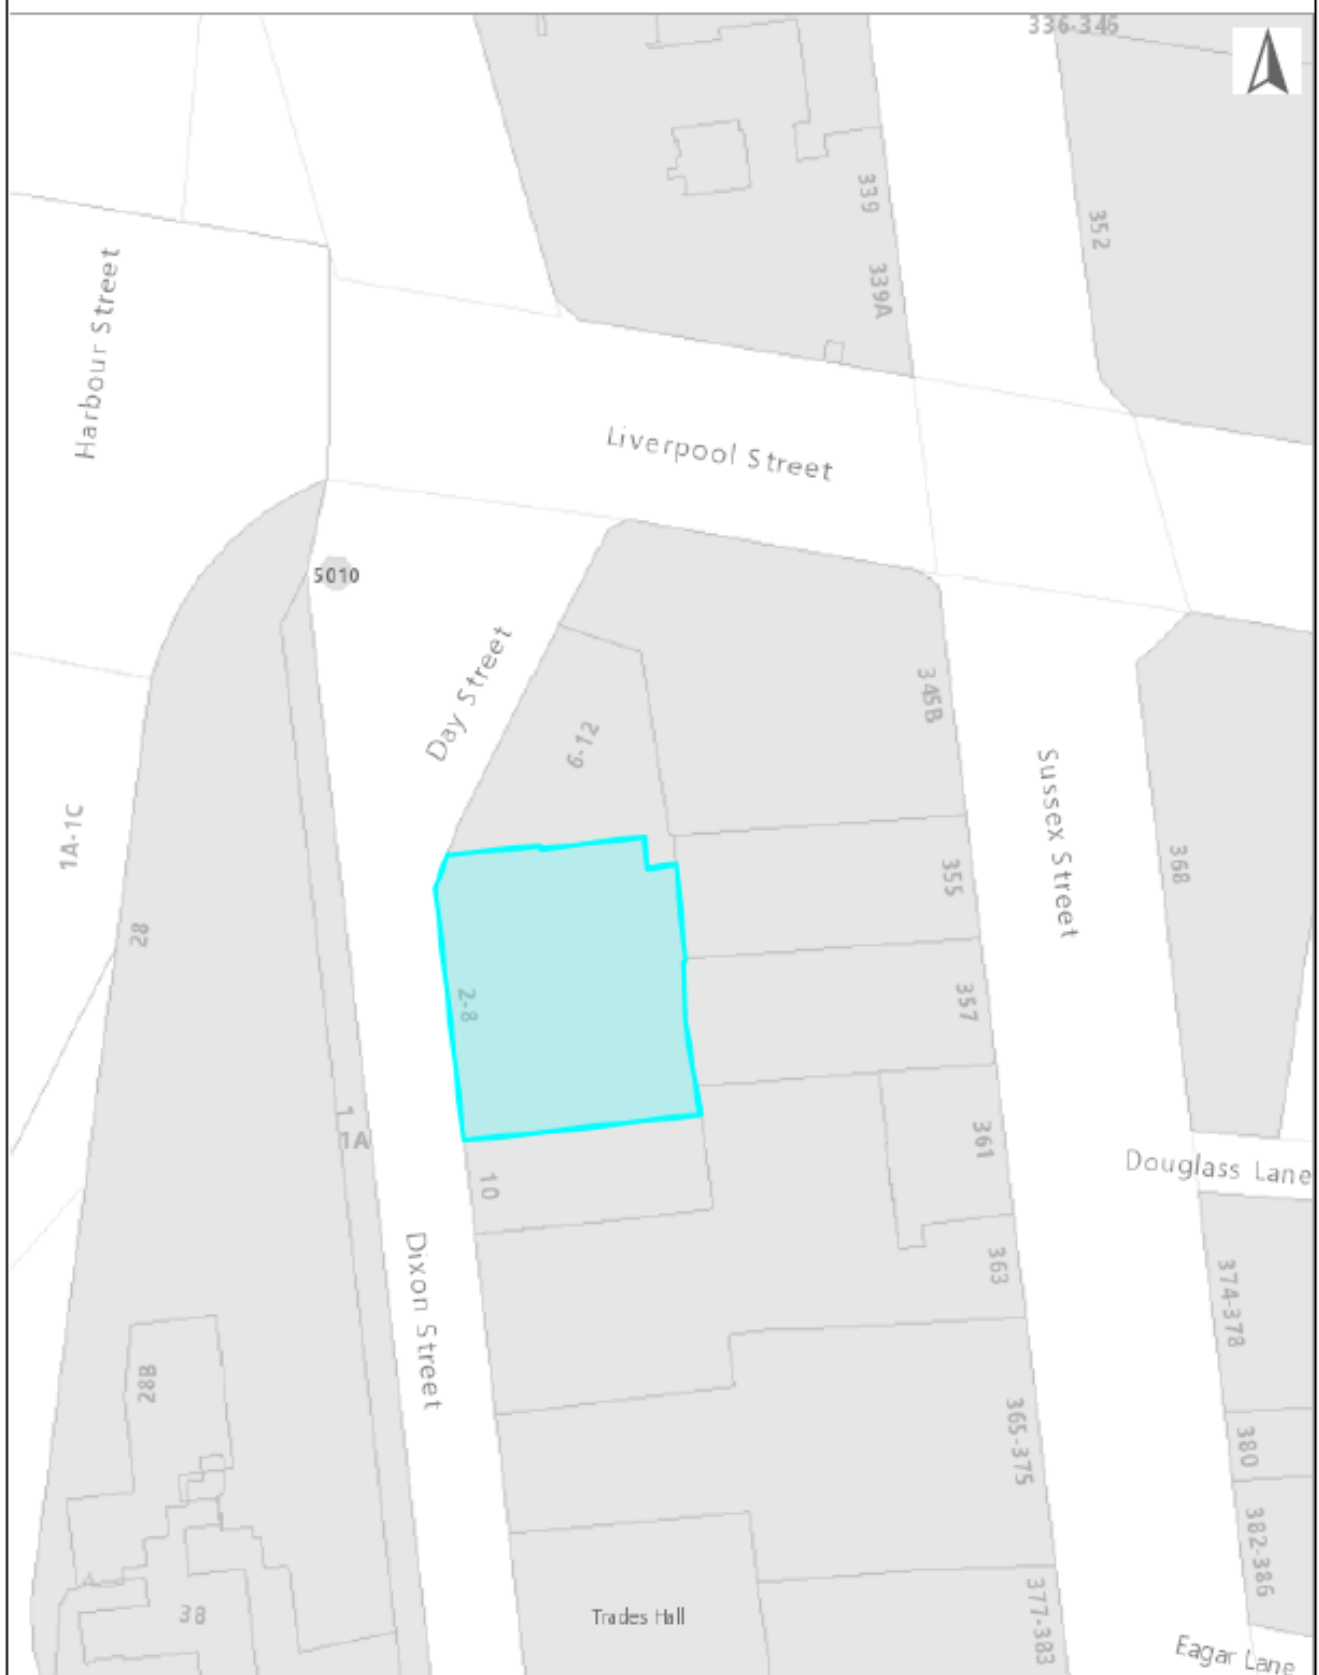 336-345
339
352
339A
Harbour Street
Liverpool Street
5010
Day Street
345B
6-12
Sussex Street
1A-1C
355
368
28
2-8
357
1
1A
361
Douglass Lane
10
Dixon Street
363
374-378
28B
365-375
380
382-386
38
Trades Hall
377-383
Eagar Lane